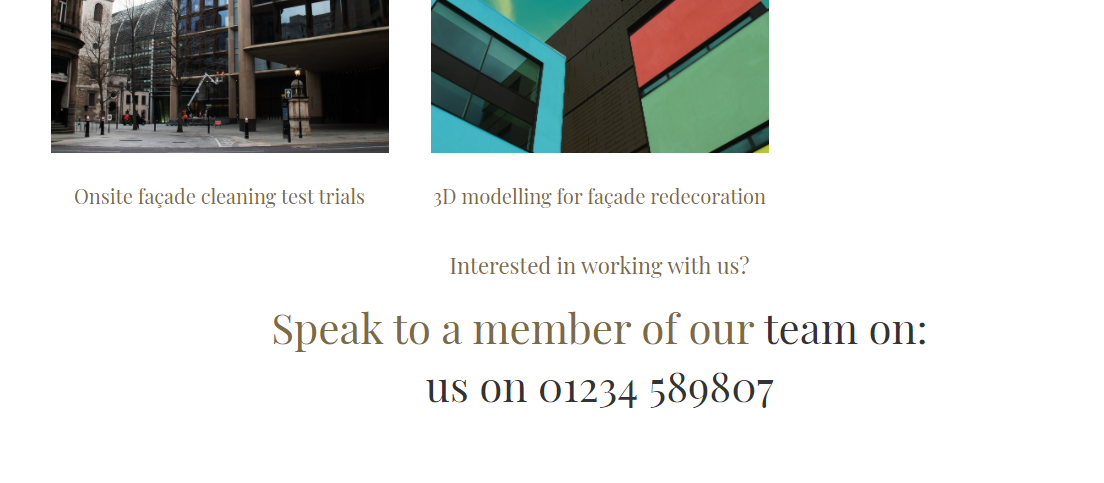 Onsite façade cleaning test trials
3D modelling for façade redecoration
Interested in working with us?
Speak to a member of our team on:
us on 01234 589807